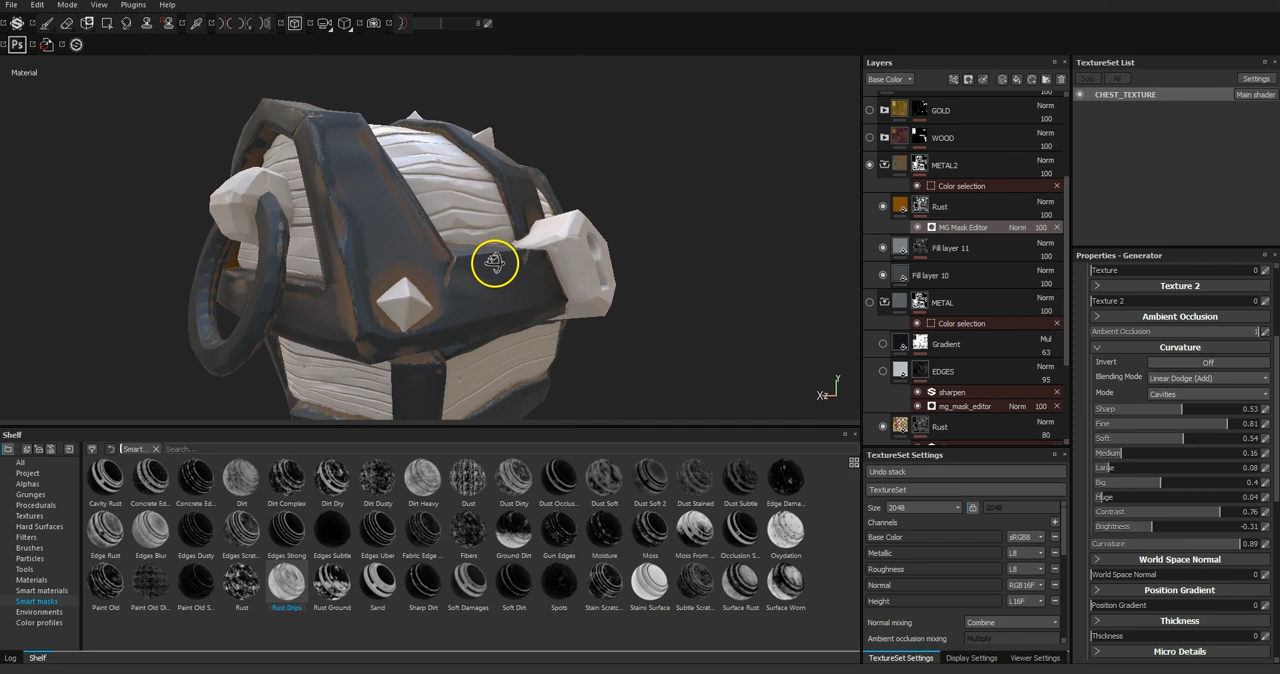 File Edit Mode View Plugins Help
8
Ps
Material
Y
Layers
Base Color
100
GOLD Norm
100
WOOD Norm
100
METAL2 Norm
100
Color selection
Rust Norm
100
MG Mask Editor Norm 100
Fill layer 11 Norm
100
Fill layer 10 Norm
100
METAL Norm
100
Color selection
Gradient Mul
63
EDGES Norm
95
sharpen
mg_mask_editor Norm 100
Rust Norm
80
TextureSet List
Solo All Settings
CHEST_TEXTURE Main shader
Properties - Generator
Texture 0
Texture 2
Texture 2 0
Ambient Occlusion
Ambient Occlusion 1
Curvature
Invert Off
Blending Mode Linear Dodge (Add)
Mode Cavities
Sharp 0.53
Fine 0.81
Soft 0.54
Medium 0.16
Large 0.08
Big 0.4
Huge 0.04
Contrast 0.76
Brightness -0.31
Curvature 0.89
World Space Normal
World Space Normal 0
Position Gradient
Position Gradient 0
Thickness
Thickness 0
Micro Details
Shelf
Smart... Search...
All
Project
Alphas
Grunges
Procedurals
Textures
Hard Surfaces
Filters
Brushes
Particles
Tools
Materials
Smart materials
Smart masks
Environments
Color profiles
Cavity Rust Concrete Ed... Concrete Ed... Dirt Dirt Complex Dirt Dry Dirt Dusty Dirt Heavy Dust Dust Dirty Dust Occlusi... Dust Soft Dust Soft 2 Dust Stained Dust Subtle Edge Dama...
Edge Rust Edges Blur Edges Dusty Edges Scrat... Edges Strong Edges Subtle Edges Uber Fabric Edge ... Fibers Ground Dirt Gun Edges Moisture Moss Moss From ... Occlusion S... Oxydation
Paint Old Paint Old Di... Paint Old S... Rust Rust Drips Rust Ground Sand Sharp Dirt Soft Damages Soft Dirt Spots Stain Scratc... Stains Surface Subtle Scrat... Surface Rust Surface Worn
Log Shelf
TextureSet Settings
Undo stack
TextureSet
Size 2048 2048
Channels
Base Color sRGB8
Metallic L8
Roughness L8
Normal RGB16F
Height L16F
Normal mixing Combine
Ambient occlusion mixing Multiply
TextureSet Settings Display Settings Viewer Settings